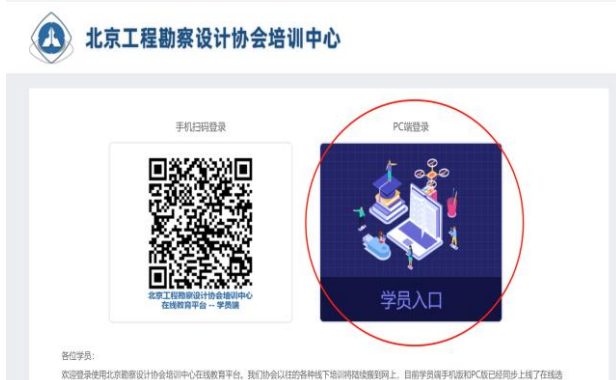 北京工程勘察设计协会培训中心
手机扫码登录
PC端登录
北京工程勘察设计协会培训中心
在线教育平台 -- 学员端
学员入口
各位学员：
欢迎登录使用北京勘察设计协会培训中心在线教育平台。我们协会以往的各种线下培训将陆续搬到网上，目前学员端手机版和PC版已经同步上线了在线选